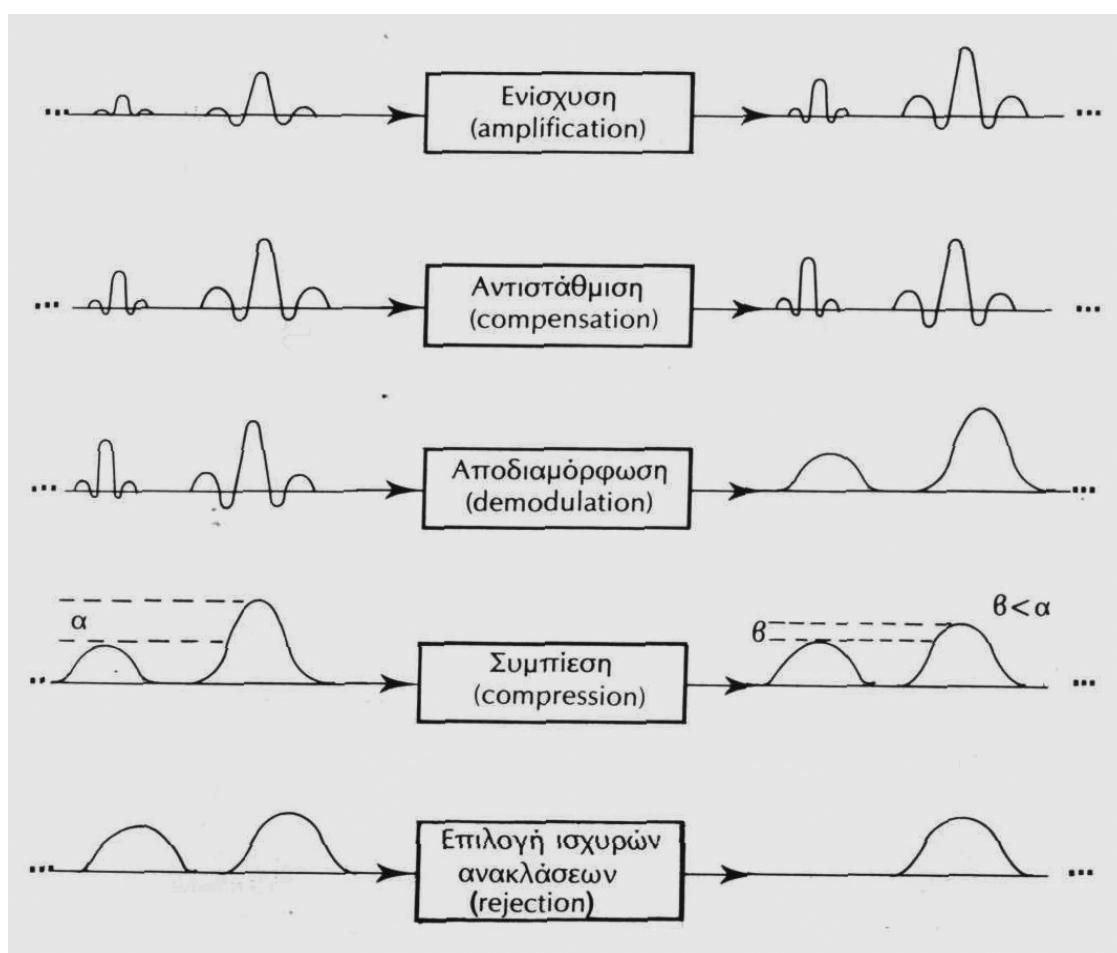 ...
Ενίσχυση
(amplification)
...
...
Αντιστάθμιση
(compensation)
...
...
Αποδιαμόρφωση
(demodulation)
...
α
Συμπίεση
(compression)
β
β<α
...
...
Επιλογή ισχυρών
ανακλάσεων
(rejection)
...